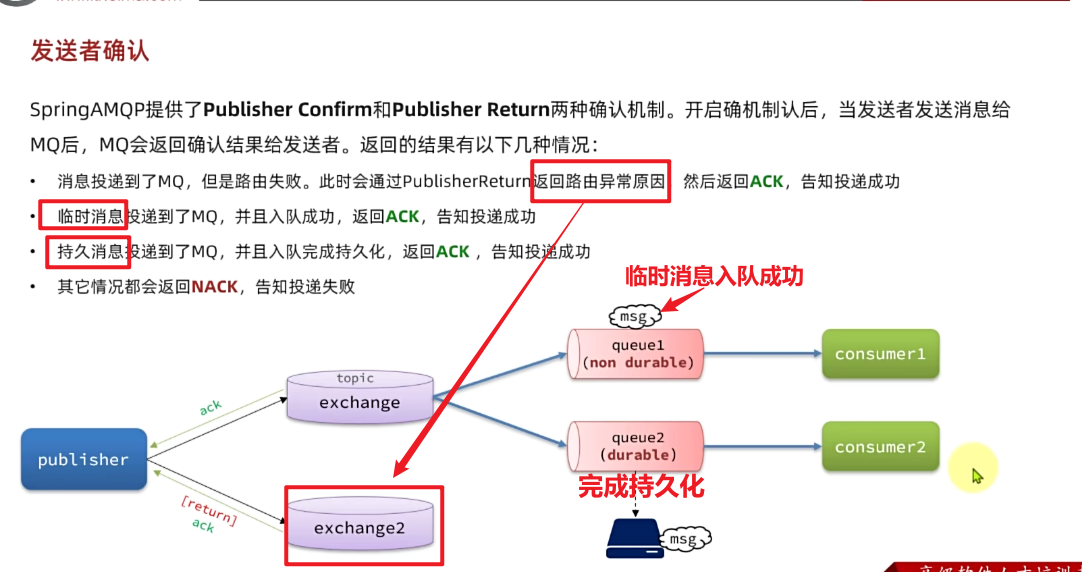 发送者确认
SpringAMQP提供了Publisher Confirm和Publisher Return两种确认机制。开启确机制认后，当发送者发送消息给
MQ后，MQ会返回确认结果给发送者。返回的结果有以下几种情况：
• 消息投递到了MQ，但是路由失败。此时会通过PublisherReturn返回路由异常原因 然后返回ACK，告知投递成功
• 临时消息投递到了MQ，并且入队成功，返回ACK，告知投递成功
• 持久消息投递到了MQ，并且入队完成持久化，返回ACK ，告知投递成功
• 其它情况都会返回NACK，告知投递失败
临时消息入队成功
msg
queue1
(non durable)
consumer1
topic
exchange
ack
publisher
queue2
(durable)
consumer2
完成持久化
[return]
ack
exchange2
msg